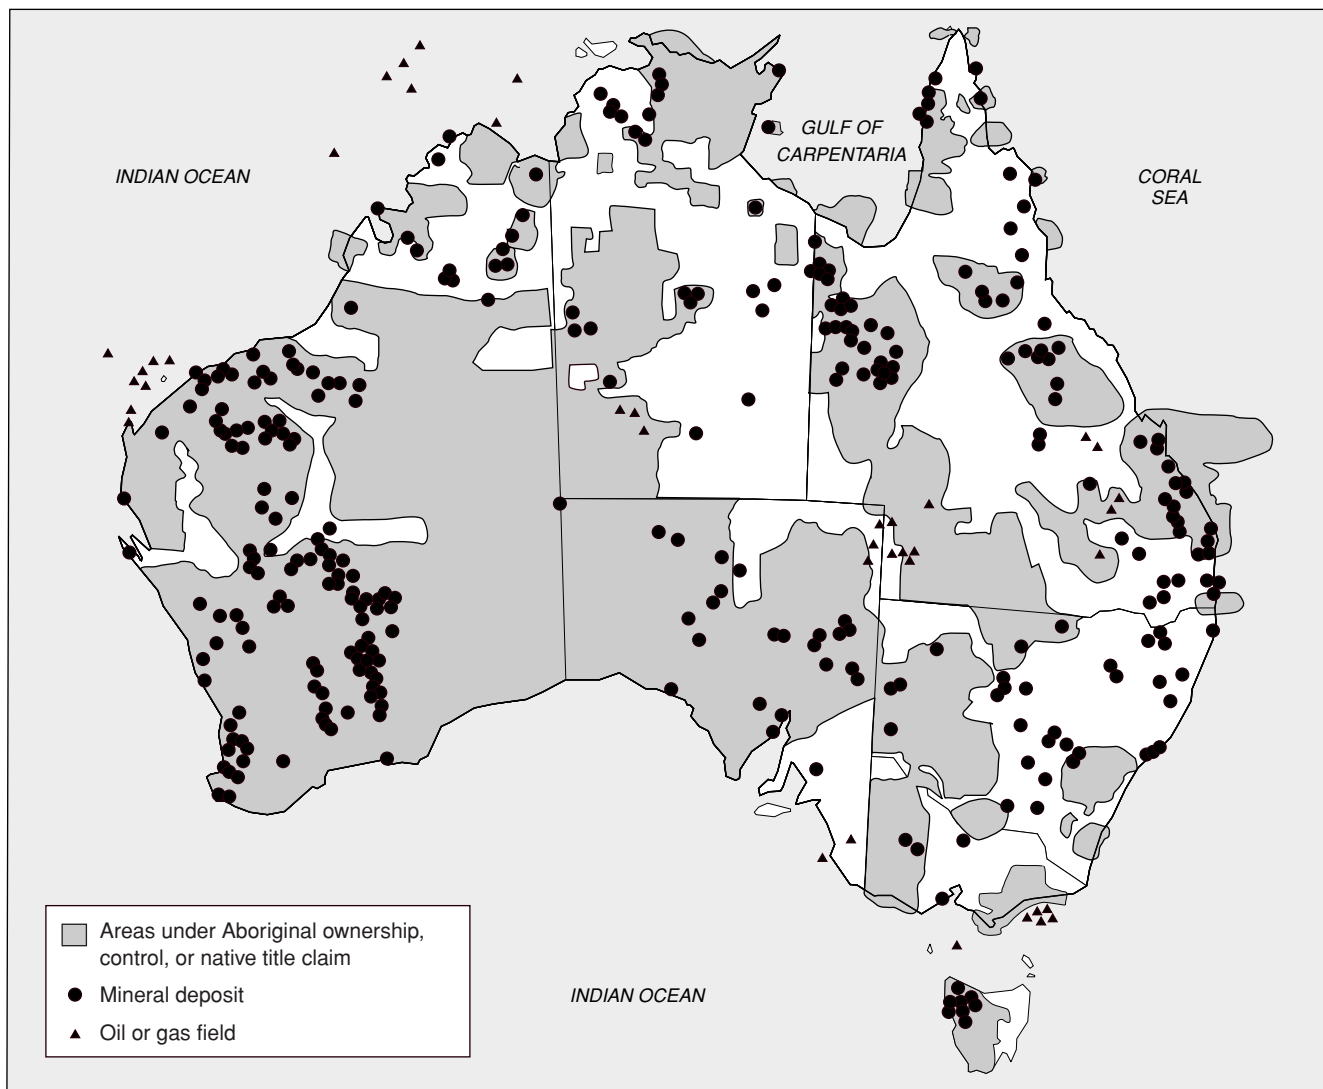 GULF OF
CARPENTARIA
INDIAN OCEAN
CORAL
SEA
Areas under Aboriginal ownership,
control, or native title claim
Mineral deposit
Oil or gas field
INDIAN OCEAN